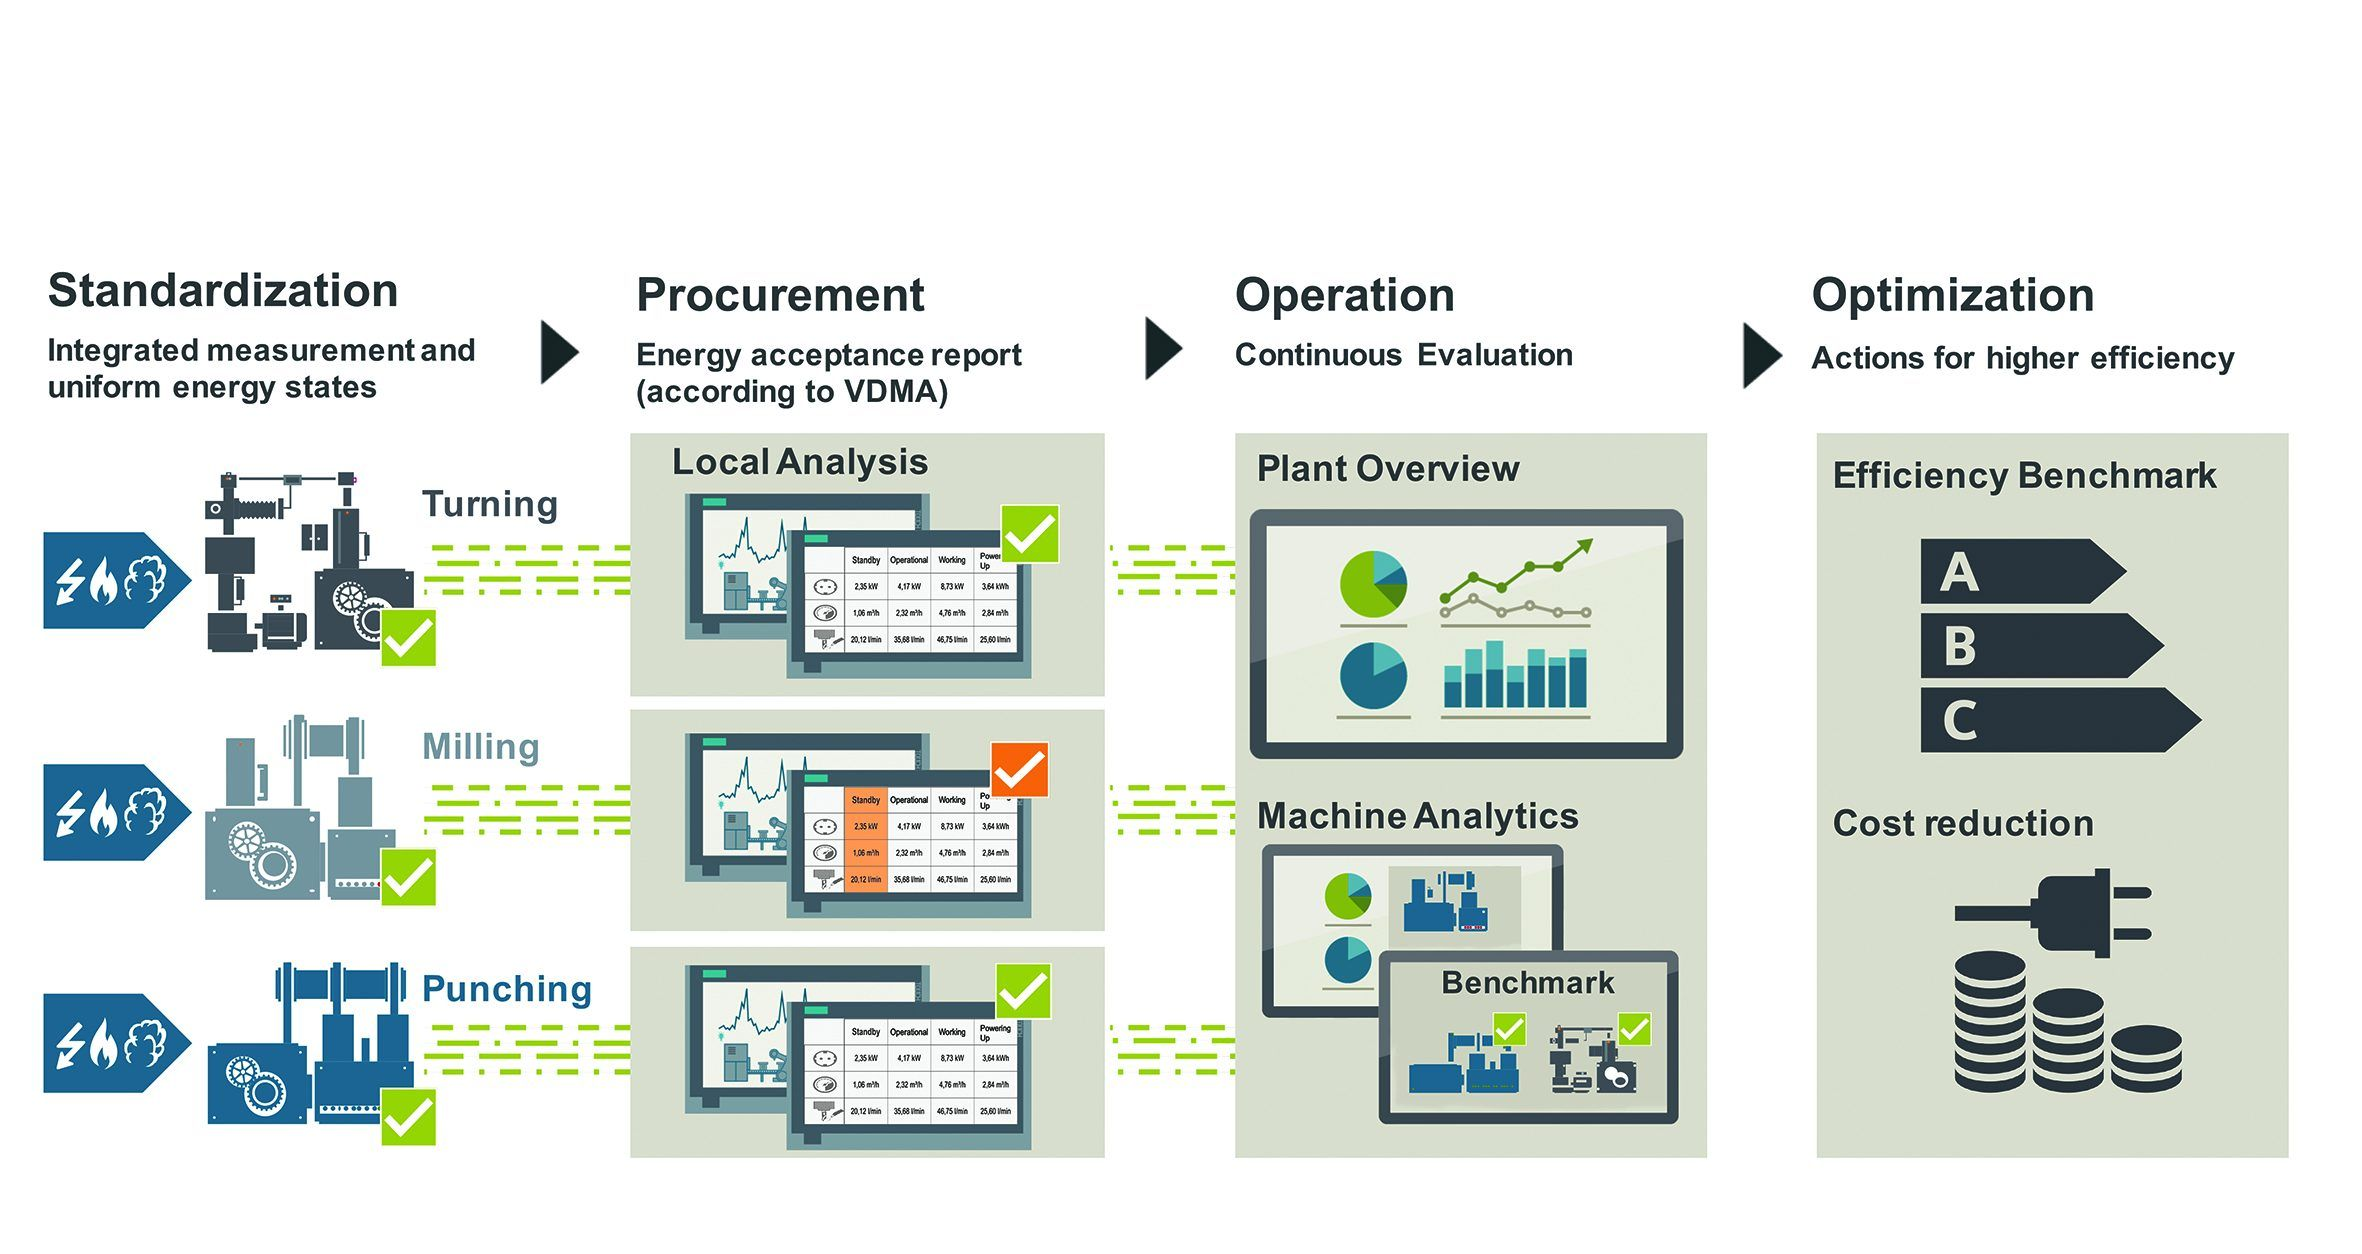 Standardization
Integrated measurement and
uniform energy states
Procurement
Energy acceptance report
(according to VDMA)
Operation
Continuous Evaluation
Optimization
Actions for higher efficiency
Turning
Milling
Punching
Local Analysis
Standby Operational Working
Up
2,35 kW 4,17 kW 8,73 kW 3,64 kWh
1,06 m³/h 2,32 m³/h 4,76 m³/h 2,84 m³/h
20,12 l/min 35,68 l/min 46,75 l/min 25,60 l/min
Standby Operational Working
Up
2,35 kW 4,17 kW 8,73 kW 3,64 kWh
1,06 m³/h 2,32 m³/h 4,76 m³/h 2,84 m³/h
20,12 l/min 35,68 l/min 46,75 l/min 25,60 l/min
Standby Operational Working Powering
Up
2,35 kW 4,17 kW 8,73 kW 3,64 kWh
1,06 m³/h 2,32 m³/h 4,76 m³/h 2,84 m³/h
20,12 l/min 35,68 l/min 46,75 l/min 25,60 l/min
Plant Overview
Machine Analytics
Benchmark
Efficiency Benchmark
A
B
C
Cost reduction